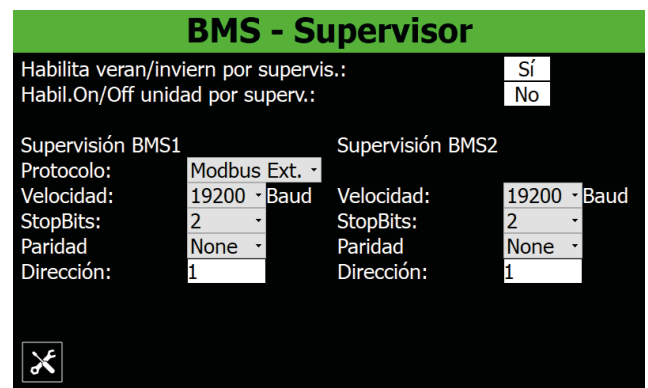 BMS - Supervisor
Habilita veran/inviern por supervis.: Sí
Habil.On/Off unidad por superv.: No
Supervisión BMS1 Supervisión BMS2
Protocolo: Modbus Ext.
Velocidad: 19200 Baud Velocidad: 19200 Baud
StopBits: 2 StopBits: 2
Paridad None Paridad None
Dirección: 1 Dirección: 1